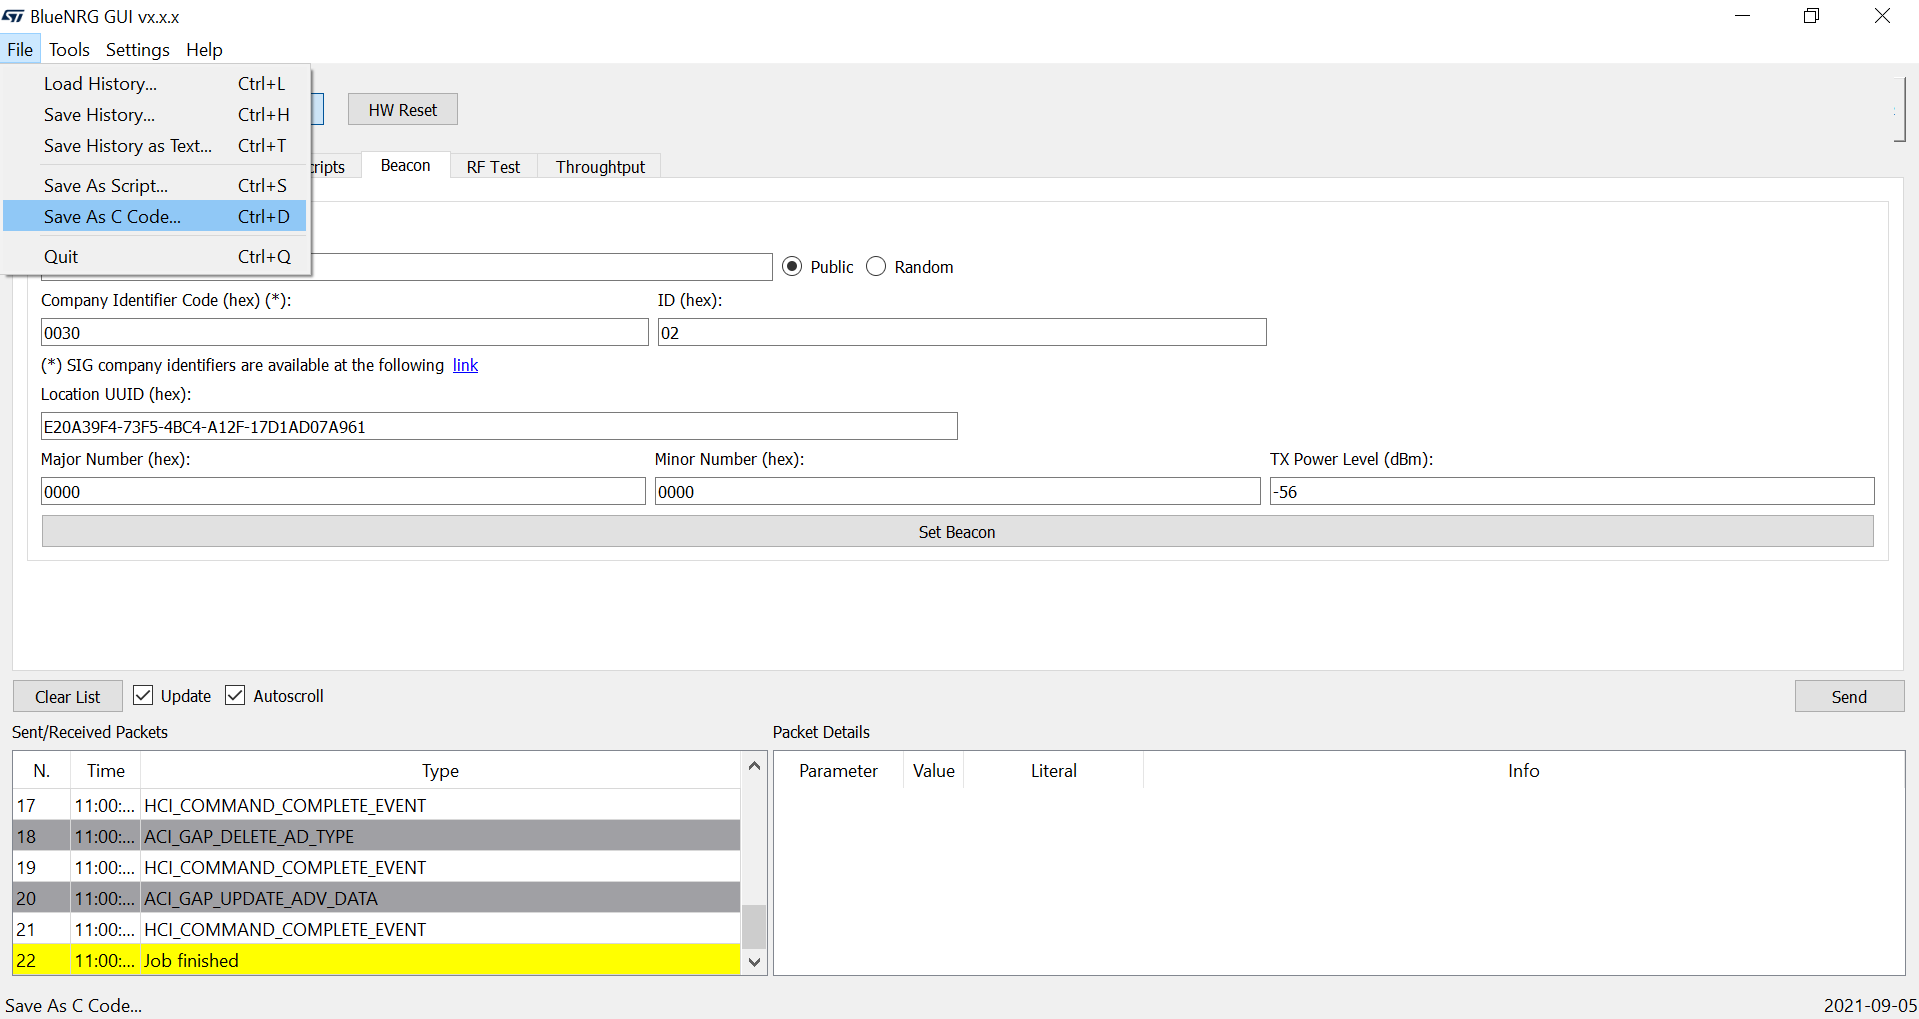 BlueNRG GUI vx.x.x
File Tools Settings Help
Load History... Ctrl+L
Save History... Ctrl+H
Save History as Text... Ctrl+T
Save As Script... Ctrl+S
Save As C Code... Ctrl+D
Quit Ctrl+Q
HW Reset
cripts Beacon RF Test Throughtput
Public Random
Company Identifier Code (hex) (*): ID (hex):
0030 02
(*) SIG company identifiers are available at the following link
Location UUID (hex):
E20A39F4-73F5-4BC4-A12F-17D1AD07A961
Major Number (hex): Minor Number (hex): TX Power Level (dBm):
0000 0000 -56
Set Beacon
Clear List Update Autoscroll Send
Sent/Received Packets Packet Details
N. Time Type Parameter Value Literal Info
17 11:00:... HCI_COMMAND_COMPLETE_EVENT
18 11:00:... ACI_GAP_DELETE_AD_TYPE
19 11:00:... HCI_COMMAND_COMPLETE_EVENT
20 11:00:... ACI_GAP_UPDATE_ADV_DATA
21 11:00:... HCI_COMMAND_COMPLETE_EVENT
22 11:00:... Job finished
Save As C Code... 2021-09-05